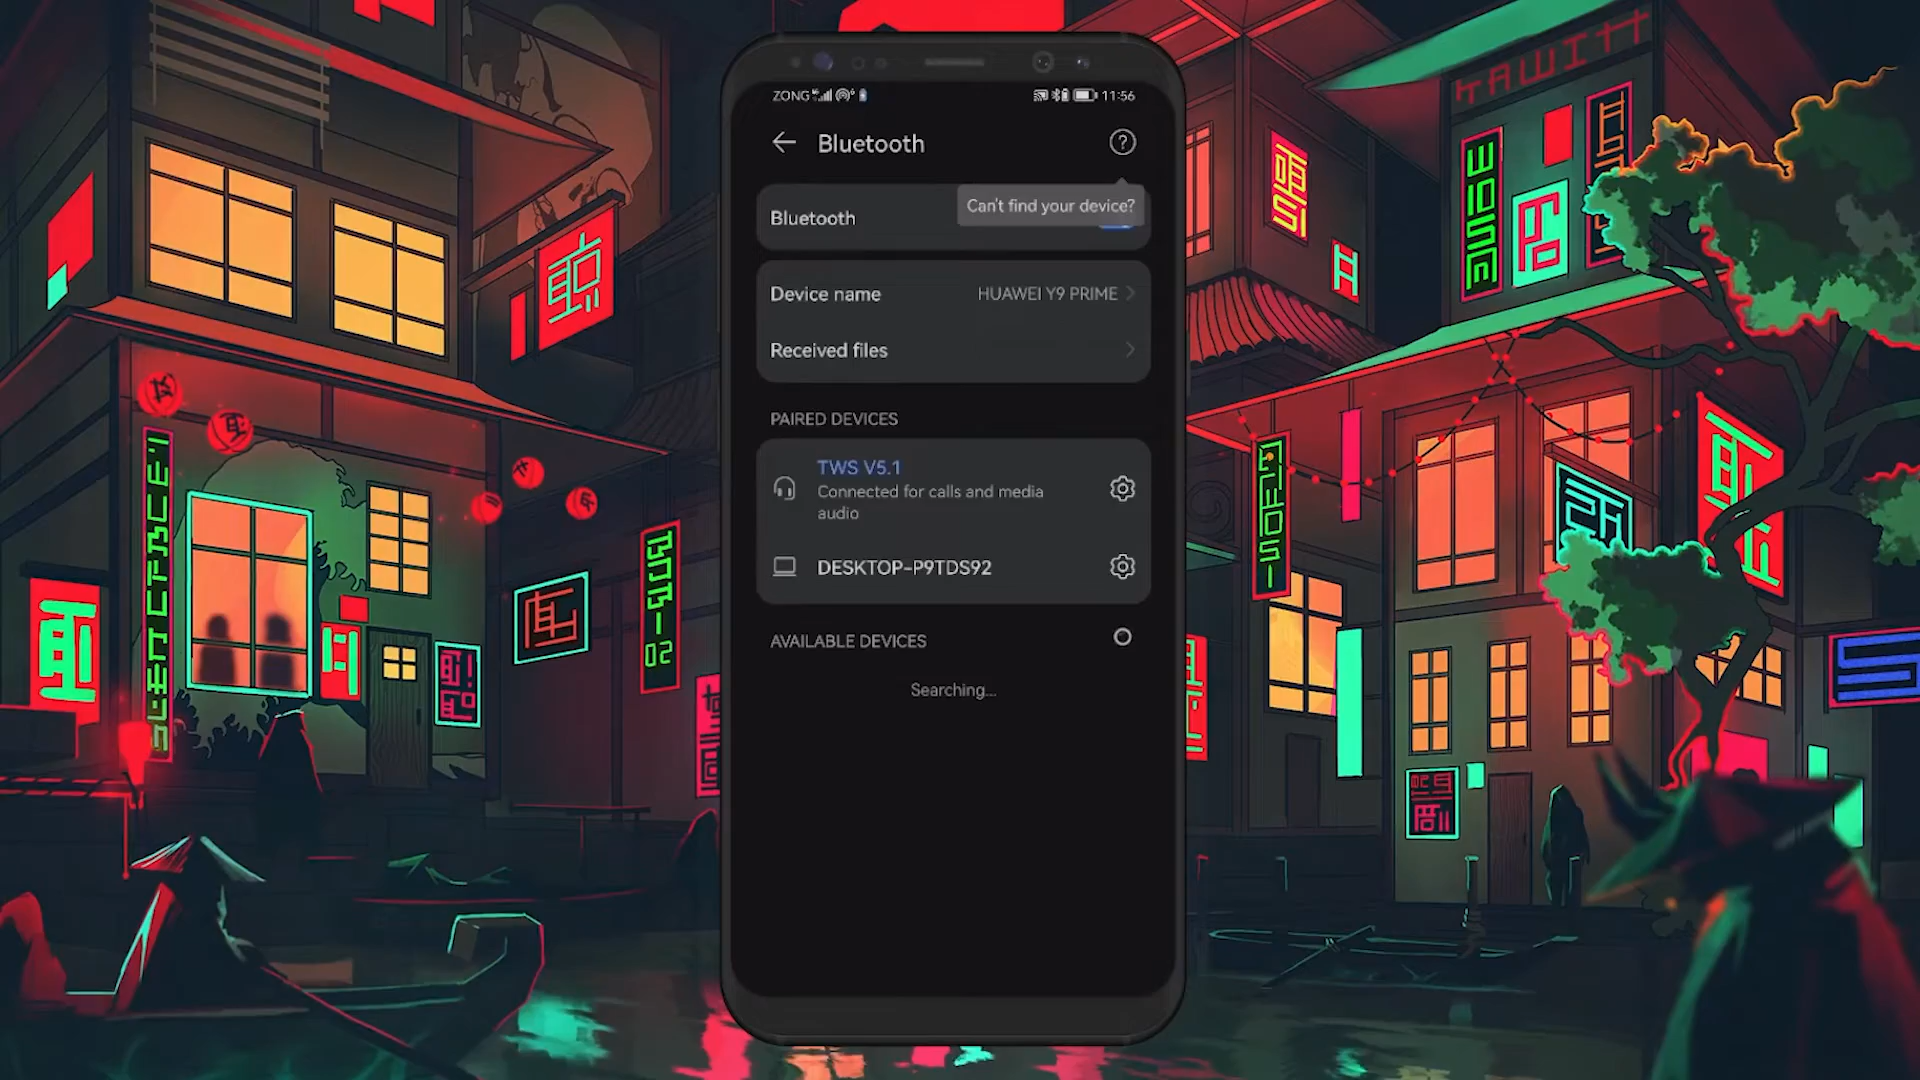 ZONG
11:56
Bluetooth
Can't find your device?
Bluetooth
Device name
HUAWEI Y9 PRIME
Received files
PAIRED DEVICES
TWS V5.1
Connected for calls and media
audio
DESKTOP-P9TDS92
AVAILABLE DEVICES
Searching...